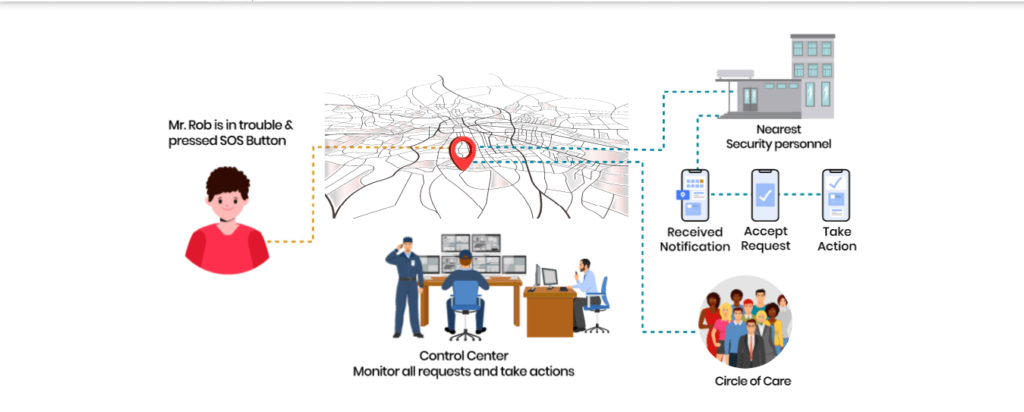 Mr. Rob is in trouble &
pressed SOS Button
Nearest
Security personnel
Received
Notification
Accept
Request
Take
Action
Control Center
Monitor all requests and take actions
Circle of Care